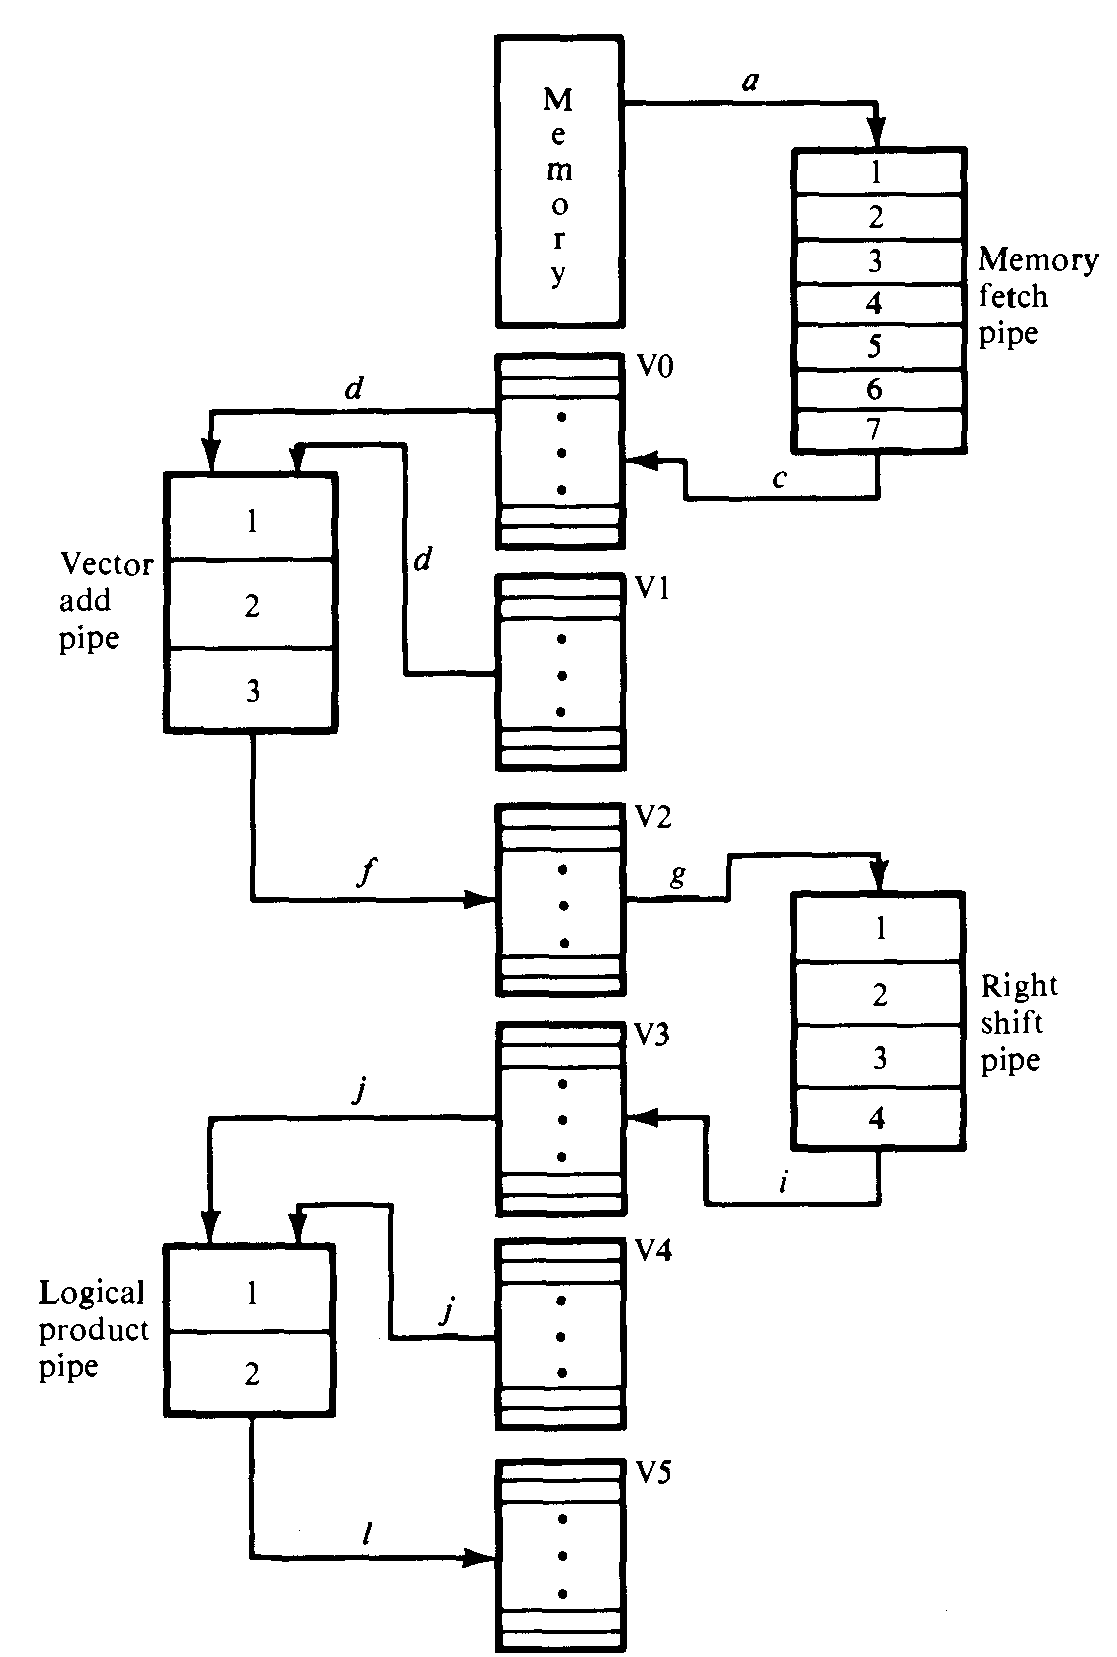 M
e
m
o
r
y
a
1
2
3
4
5
6
7
Memory
fetch
pipe
V0
c
d
d
1
2
3
Vector
add
pipe
V1
f
V2
g
1
2
3
4
Right
shift
pipe
V3
i
j
j
1
2
Logical
product
pipe
V4
l
V5